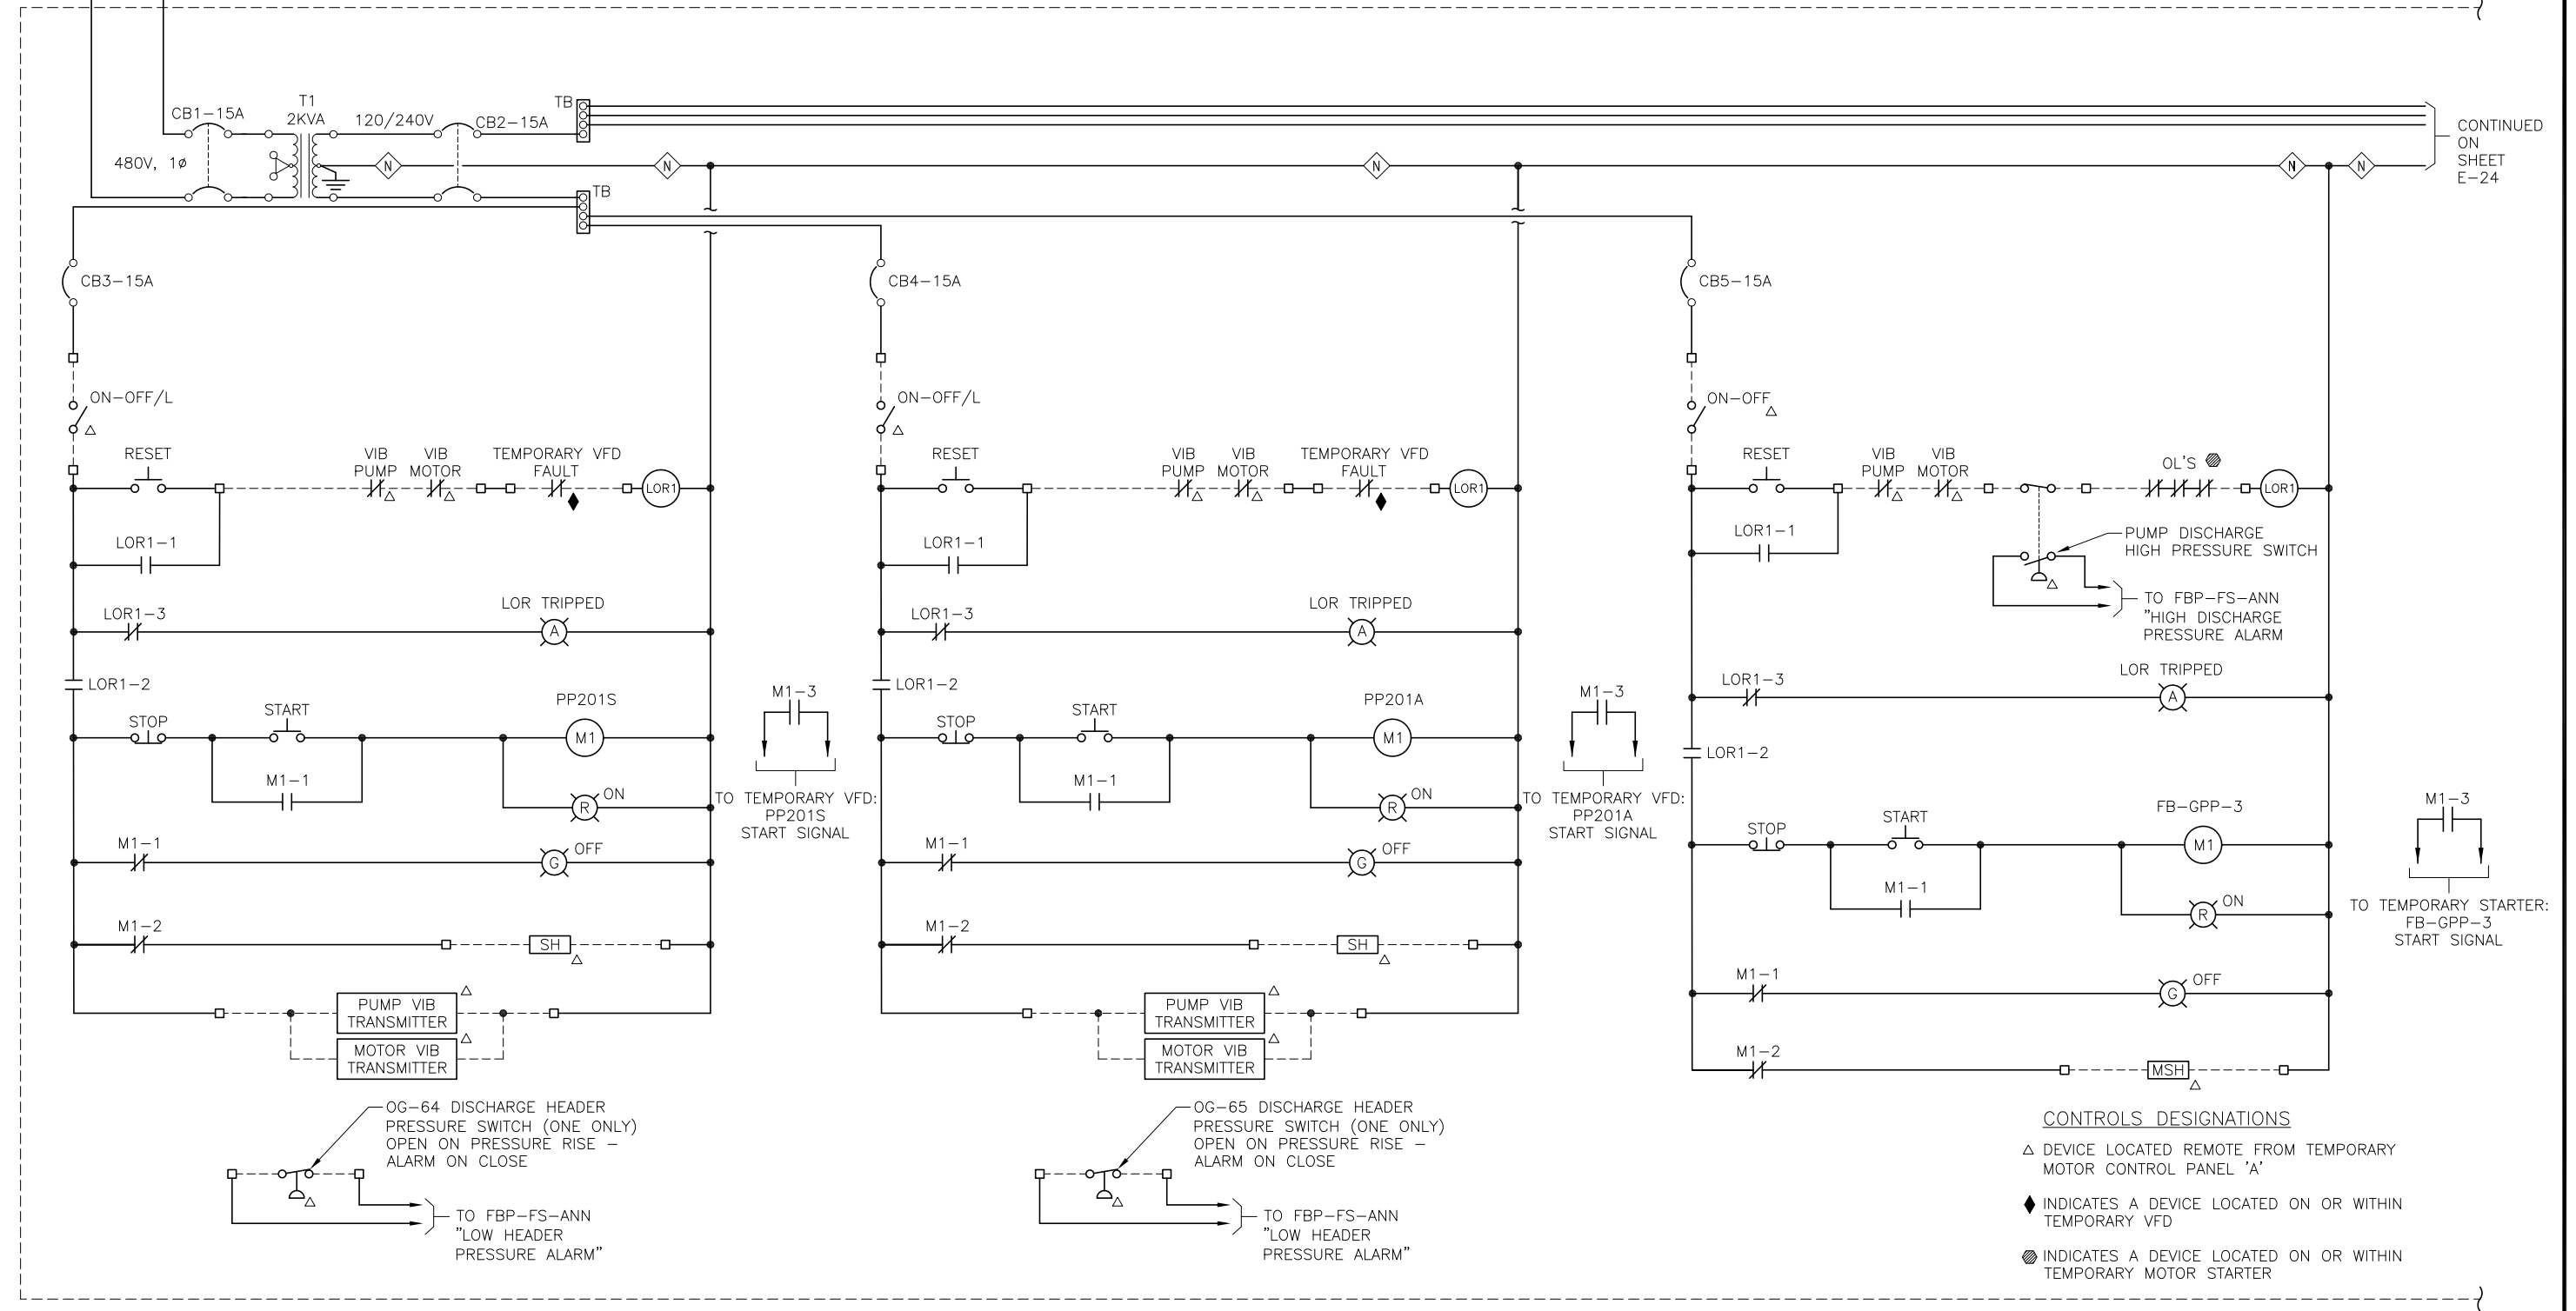 CB1-15A
T1
2KVA
120/240V
CB2-15A
TB
480V, 1ø
N
N
N
N
N
TB
CONTINUED
ON
SHEET
E-24
CB3-15A
ON-OFF/L
RESET
VIB
PUMP
VIB
MOTOR
TEMPORARY VFD
FAULT
LOR1
LOR1-1
LOR1-3
LOR TRIPPED
A
LOR1-2
PP201S
STOP
START
M1
M1-1
ON
R
M1-1
OFF
G
M1-2
SH
PUMP VIB
TRANSMITTER
MOTOR VIB
TRANSMITTER
M1-3
TO TEMPORARY VFD:
PP201S
START SIGNAL
OG-64 DISCHARGE HEADER
PRESSURE SWITCH (ONE ONLY)
OPEN ON PRESSURE RISE -
ALARM ON CLOSE
TO FBP-FS-ANN
"LOW HEADER
PRESSURE ALARM"
CB4-15A
ON-OFF/L
RESET
VIB
PUMP
VIB
MOTOR
TEMPORARY VFD
FAULT
LOR1
LOR1-1
LOR1-3
LOR TRIPPED
A
LOR1-2
PP201A
STOP
START
M1
M1-1
ON
R
M1-1
OFF
G
M1-2
SH
PUMP VIB
TRANSMITTER
MOTOR VIB
TRANSMITTER
M1-3
TO TEMPORARY VFD:
PP201A
START SIGNAL
OG-65 DISCHARGE HEADER
PRESSURE SWITCH (ONE ONLY)
OPEN ON PRESSURE RISE -
ALARM ON CLOSE
TO FBP-FS-ANN
"LOW HEADER
PRESSURE ALARM"
CB5-15A
ON-OFF
RESET
VIB
PUMP
VIB
MOTOR
OL'S
LOR1
LOR1-1
PUMP DISCHARGE
HIGH PRESSURE SWITCH
TO FBP-FS-ANN
"HIGH DISCHARGE
PRESSURE ALARM
LOR1-3
LOR TRIPPED
A
LOR1-2
FB-GPP-3
STOP
START
M1
M1-1
ON
R
M1-1
OFF
G
M1-2
MSH
M1-3
TO TEMPORARY STARTER:
FB-GPP-3
START SIGNAL
CONTROLS DESIGNATIONS
DEVICE LOCATED REMOTE FROM TEMPORARY
MOTOR CONTROL PANEL 'A'
INDICATES A DEVICE LOCATED ON OR WITHIN
TEMPORARY VFD
INDICATES A DEVICE LOCATED ON OR WITHIN
TEMPORARY MOTOR STARTER